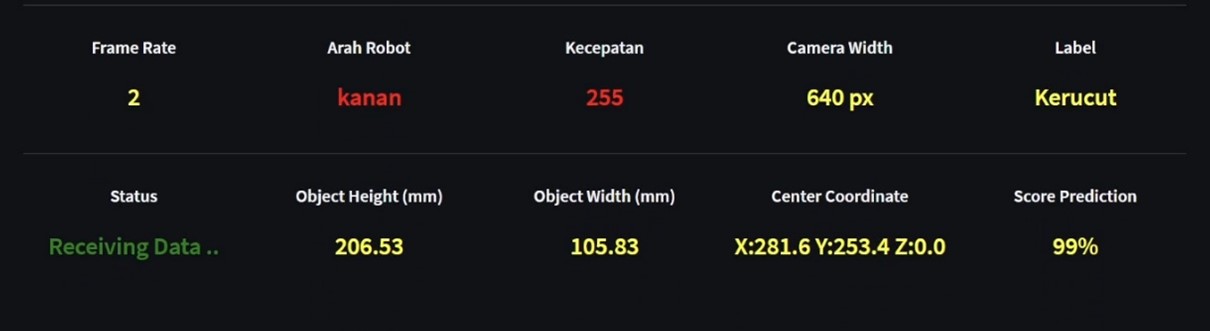 Frame Rate Arah Robot Kecepatan Camera Width Label
2 kanan 255 640 px Kerucut
Status Object Height (mm) Object Width (mm) Center Coordinate Score Prediction
Receiving Data .. 206.53 105.83 X:281.6 Y:253.4 Z:0.0 99%